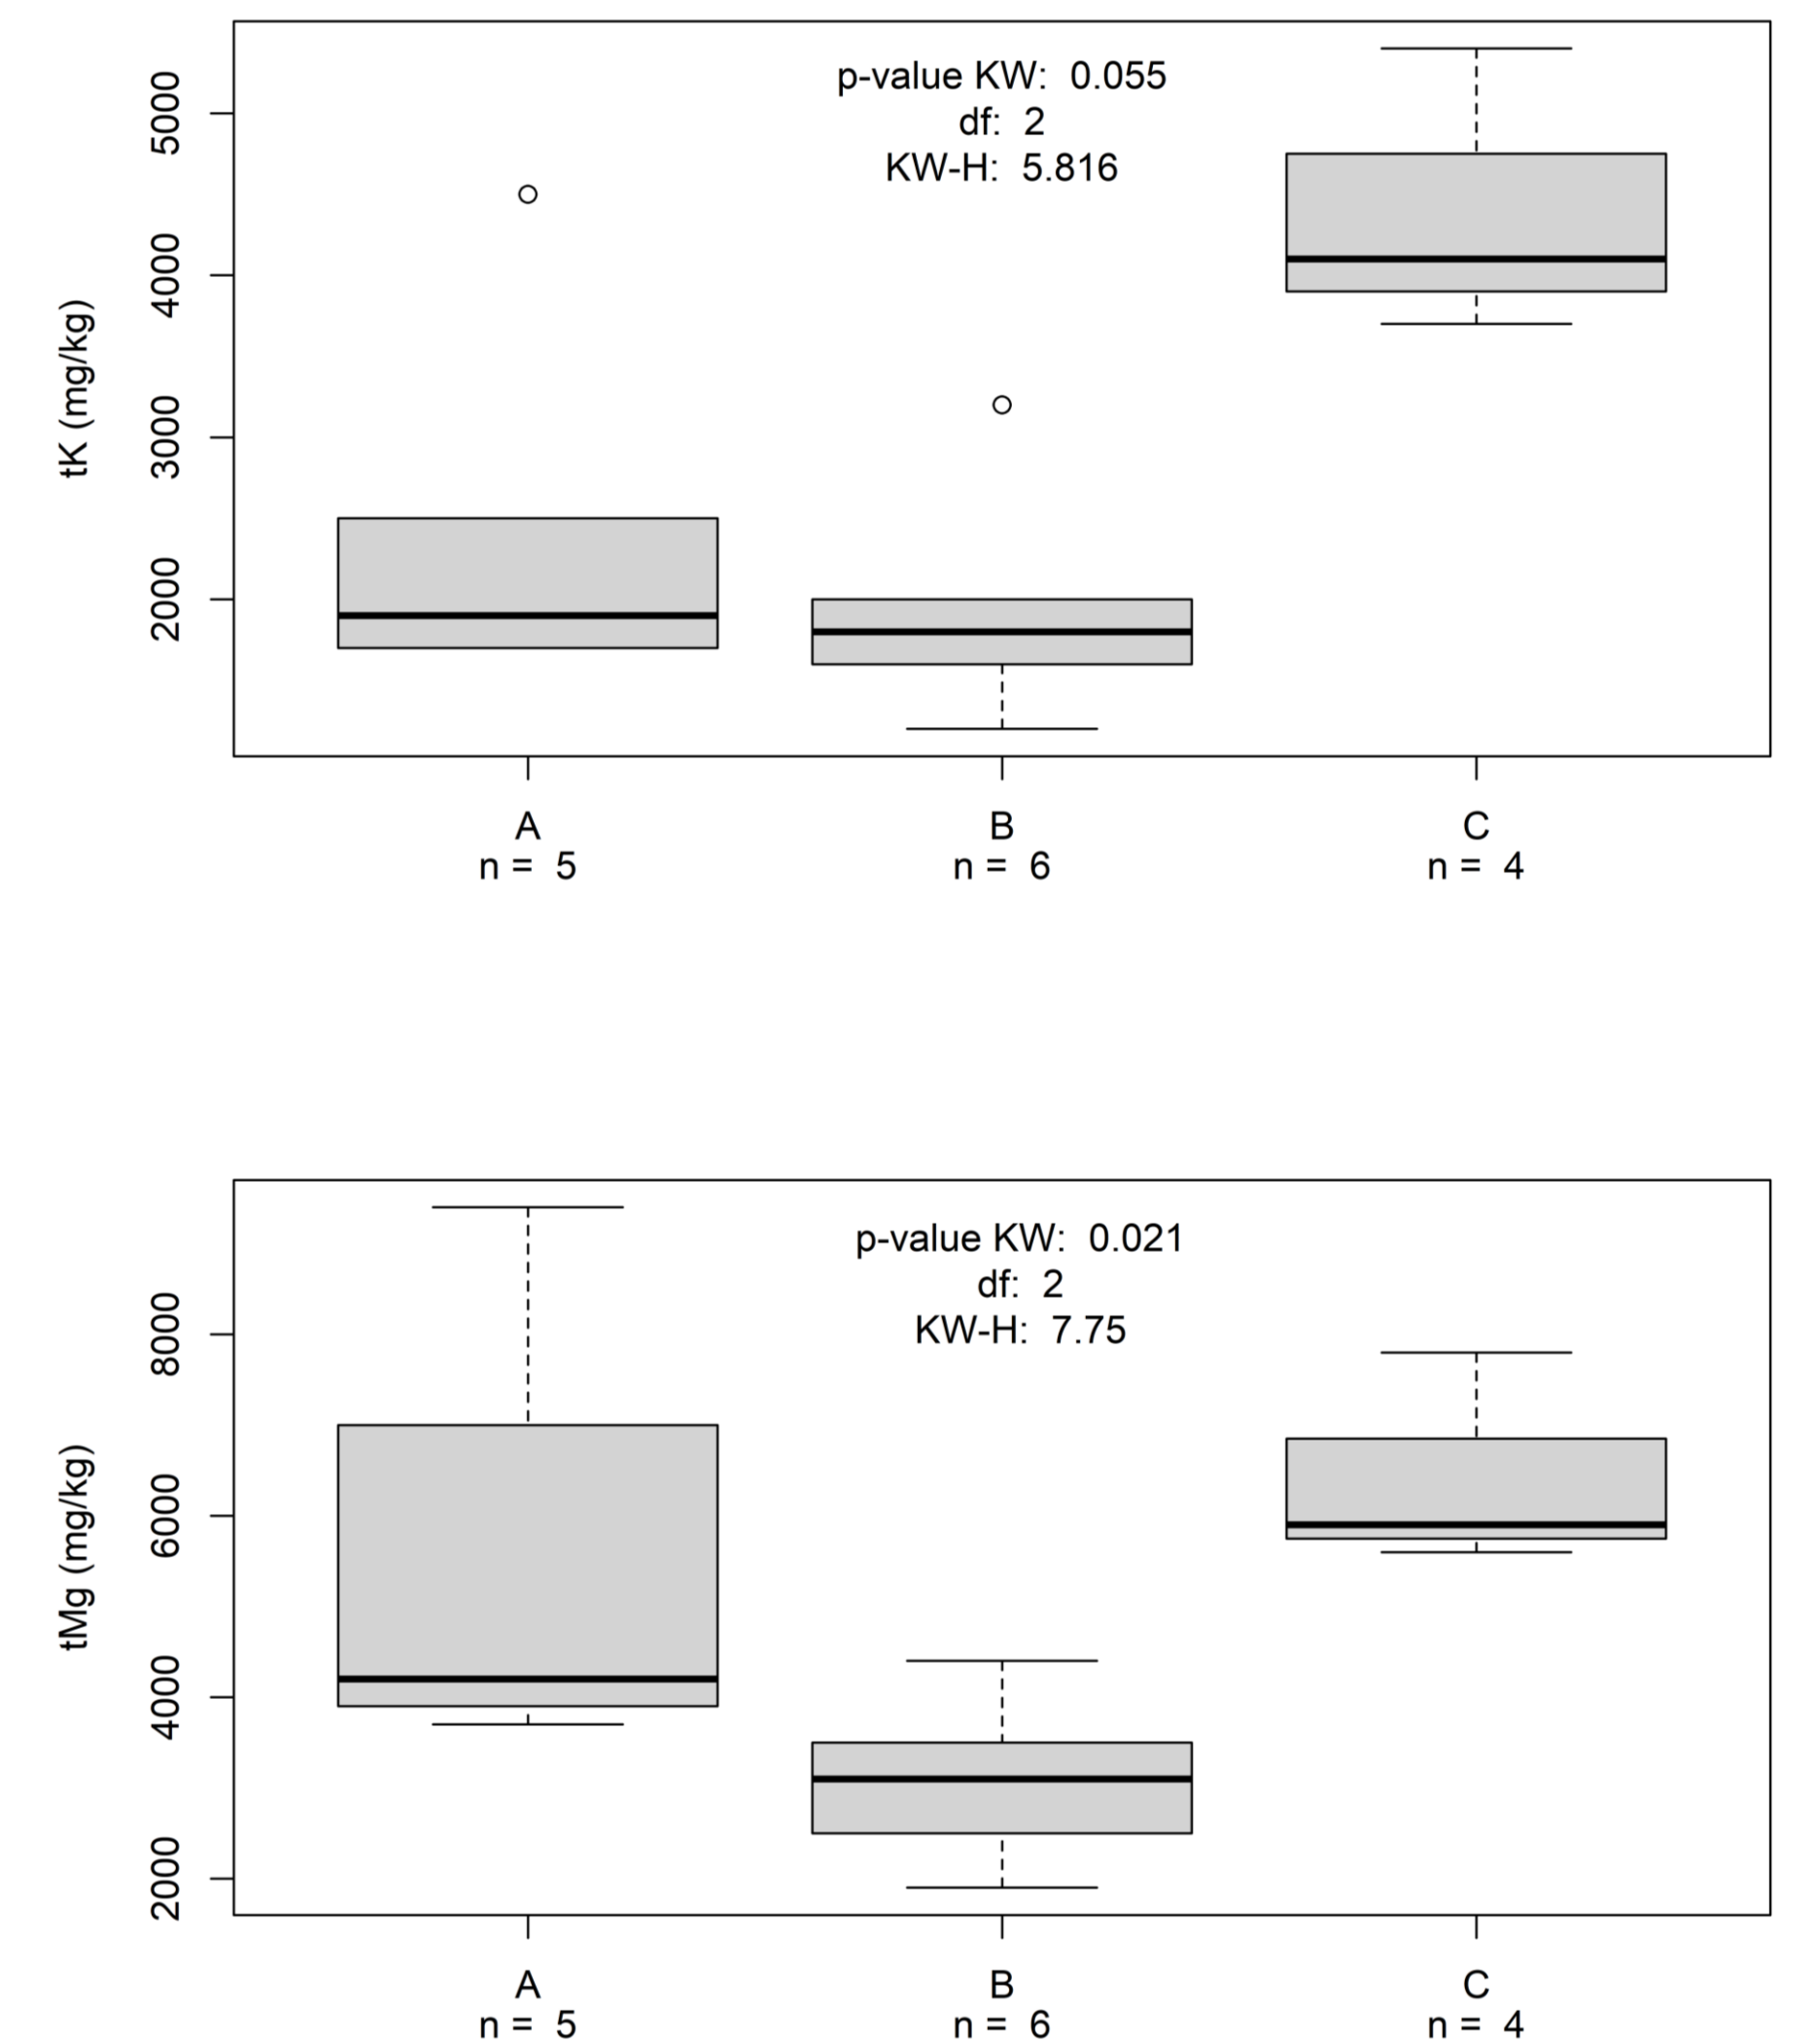 p-value KW: 0.055
df: 2
KW-H: 5.816
tK (mg/kg)
5000
4000
3000
2000
A
n = 5
B
n = 6
C
n = 4
p-value KW: 0.021
df: 2
KW-H: 7.75
tMg (mg/kg)
8000
6000
4000
2000
A
n = 5
B
n = 6
C
n = 4